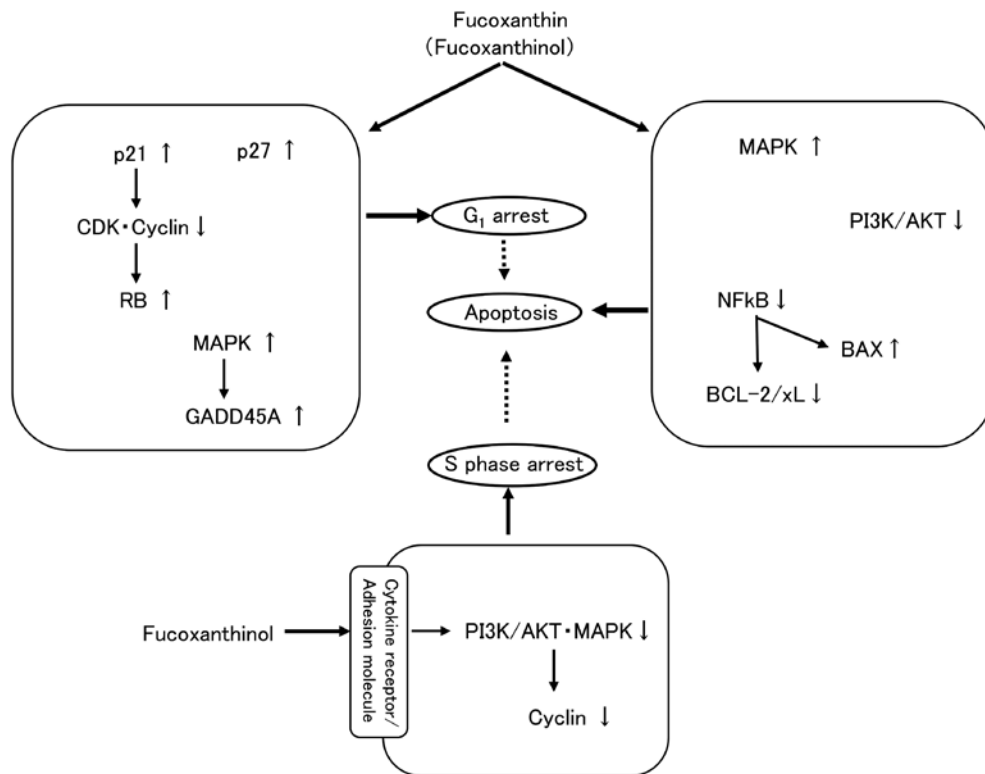 Fucoxanthin
(Fucoxanthinol)
p21 ↑
p27 ↑
CDK・Cyclin↓
RB ↑
MAPK ↑
GADD45A ↑
G₁ arrest
Apoptosis
S phase arrest
MAPK ↑
PI3K/AKT↓
NFkB↓
BAX↑
BCL-2/xL↓
Fucoxanthinol
Cytokine receptor/
Adhesion molecule
PI3K/AKT・MAPK↓
Cyclin ↓